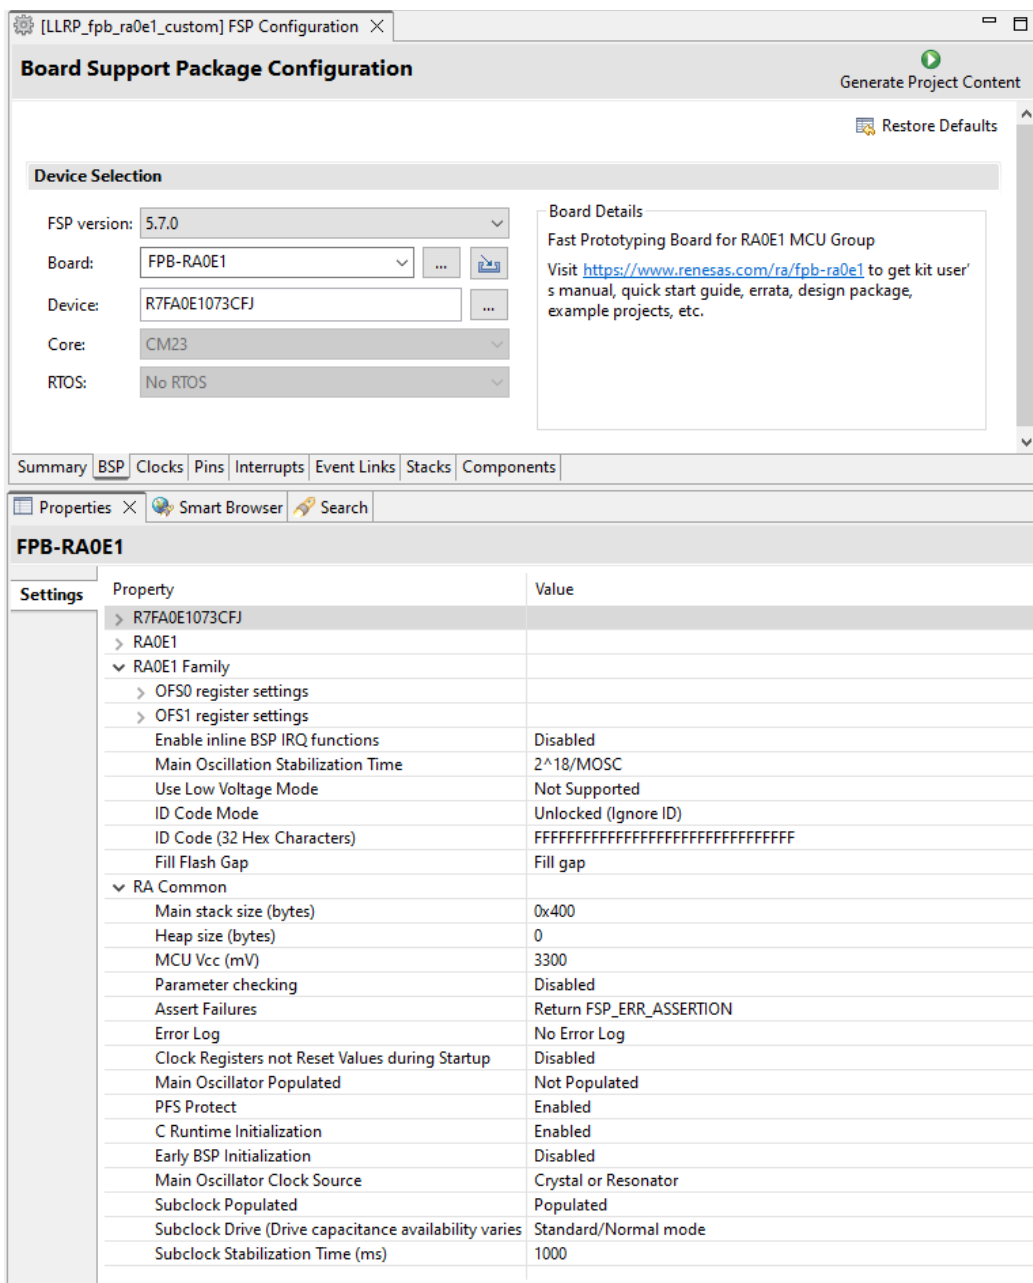 [LLRP_fpb_ra0e1_custom] FSP Configuration
Board Support Package Configuration
Generate Project Content
Restore Defaults
Device Selection
FSP version: 5.7.0
Board: FPB-RA0E1 ...
Device: R7FA0E1073CFJ ...
Core: CM23
RTOS: No RTOS
Board Details
Fast Prototyping Board for RA0E1 MCU Group
Visit https://www.renesas.com/ra/fpb-ra0e1 to get kit user'
s manual, quick start guide, errata, design package,
example projects, etc.
Summary BSP Clocks Pins Interrupts Event Links Stacks Components
Properties Smart Browser Search
FPB-RA0E1
Settings
Property Value
R7FA0E1073CFJ
RA0E1
RA0E1 Family
OFS0 register settings
OFS1 register settings
Enable inline BSP IRQ functions Disabled
Main Oscillation Stabilization Time 2^18/MOSC
Use Low Voltage Mode Not Supported
ID Code Mode Unlocked (Ignore ID)
ID Code (32 Hex Characters) FFFFFFFFFFFFFFFFFFFFFFFFFFFFFFFF
Fill Flash Gap Fill gap
RA Common
Main stack size (bytes) 0x400
Heap size (bytes) 0
MCU Vcc (mV) 3300
Parameter checking Disabled
Assert Failures Return FSP_ERR_ASSERTION
Error Log No Error Log
Clock Registers not Reset Values during Startup Disabled
Main Oscillator Populated Not Populated
PFS Protect Enabled
C Runtime Initialization Enabled
Early BSP Initialization Disabled
Main Oscillator Clock Source Crystal or Resonator
Subclock Populated Populated
Subclock Drive (Drive capacitance availability varies Standard/Normal mode
Subclock Stabilization Time (ms) 1000